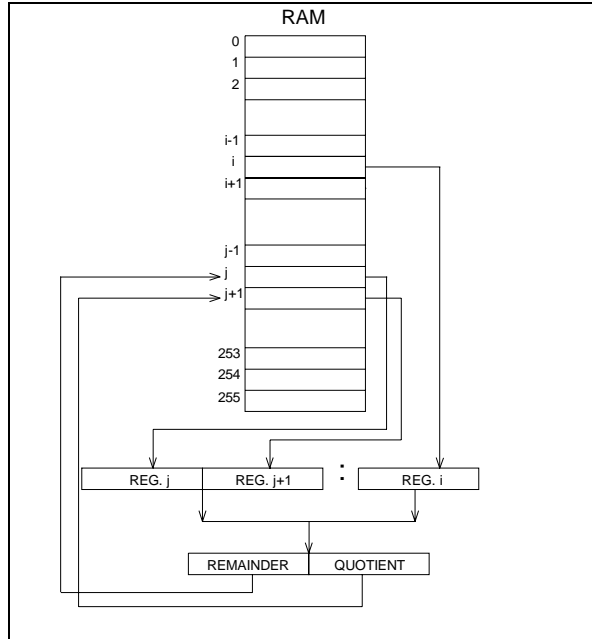 RAM
0
1
2
i-1
i
i+1
j-1
j
j+1
253
254
255
REG. j REG. j+1 : REG. i
REMAINDER QUOTIENT